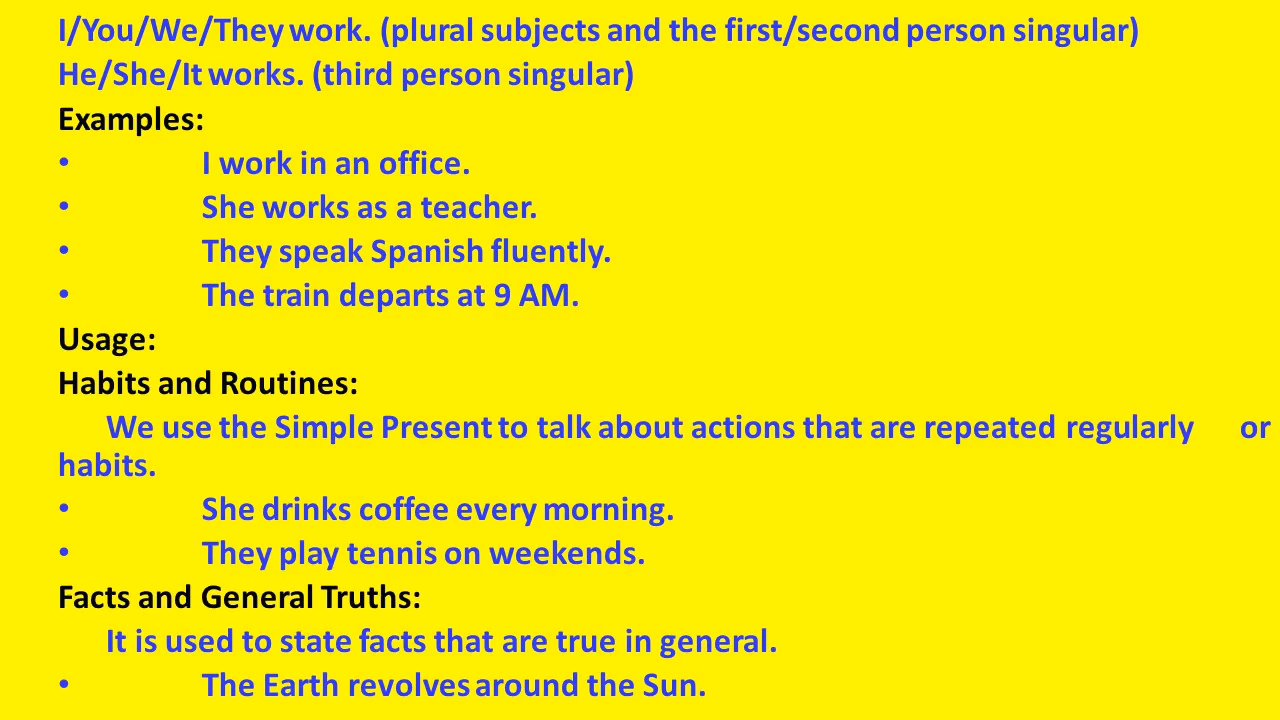 I/You/We/They work. (plural subjects and the first/second person singular)
He/She/It works. (third person singular)
Examples:
• I work in an office.
• She works as a teacher.
• They speak Spanish fluently.
• The train departs at 9 AM.
Usage:
Habits and Routines:
We use the Simple Present to talk about actions that are repeated regularly or
habits.
• She drinks coffee every morning.
• They play tennis on weekends.
Facts and General Truths:
It is used to state facts that are true in general.
• The Earth revolves around the Sun.